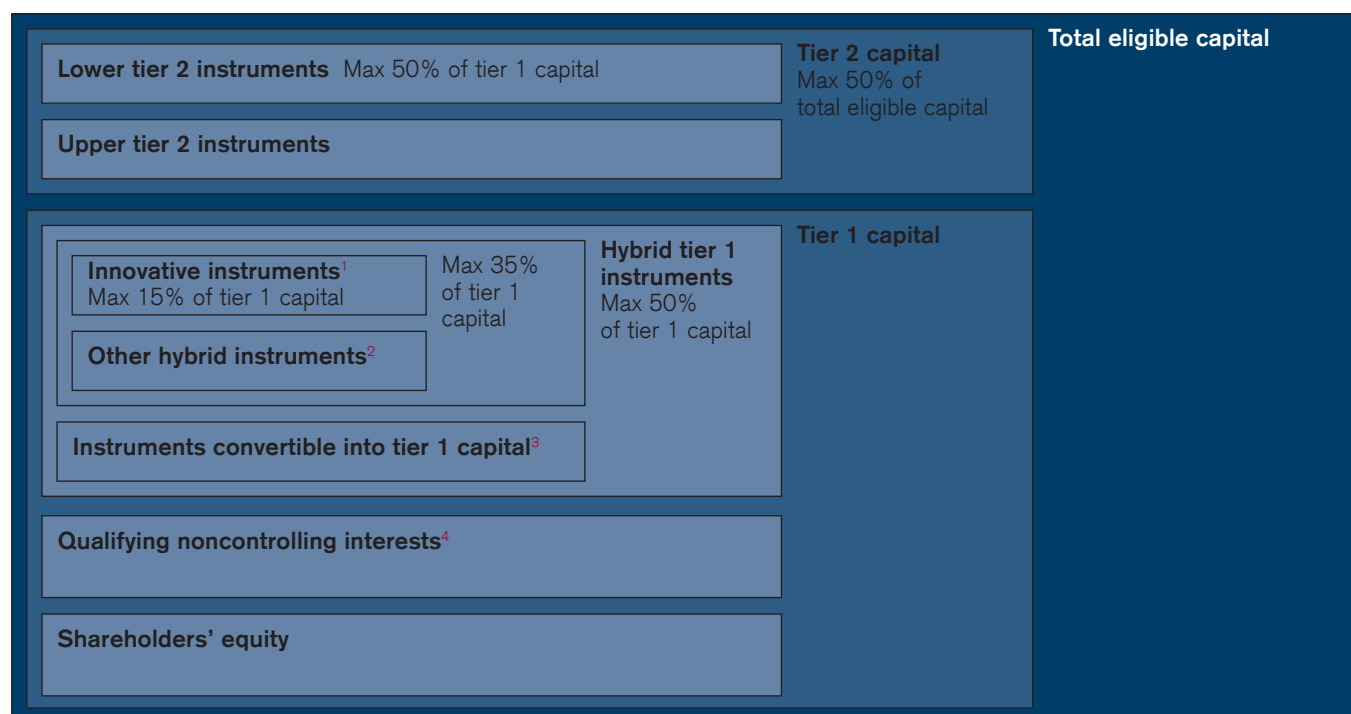 Total eligible capital
Lower tier 2 instruments Max 50% of tier 1 capital
Tier 2 capital
Max 50% of
total eligible capital
Upper tier 2 instruments
Tier 1 capital
Hybrid tier 1
instruments
Max 50%
of tier 1 capital
Innovative instruments¹
Max 15% of tier 1 capital
Max 35%
of tier 1
capital
Other hybrid instruments²
Instruments convertible into tier 1 capital³
Qualifying noncontrolling interests⁴
Shareholders’ equity